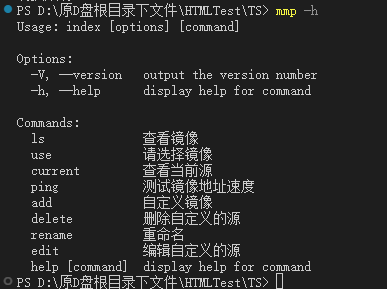 PS D:\原D盘根目录下文件\HTMLTest\TS> mmp -h
Usage: index [options] [command]
Options:
-V, --version output the version number
-h, --help display help for command
Commands:
ls 查看镜像
use 请选择镜像
current 查看当前源
ping 测试镜像地址速度
add 自定义镜像
delete 删除自定义的源
rename 重命名
edit 编辑自定义的源
help [command] display help for command
PS D:\原D盘根目录下文件\HTMLTest\TS>